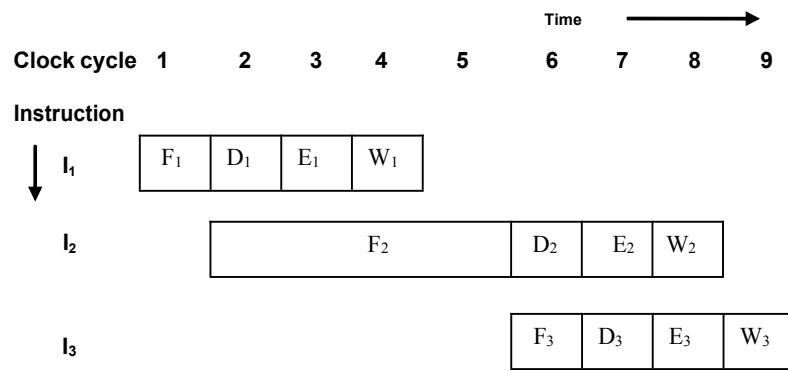 Time
Clock cycle 1 2 3 4 5 6 7 8 9
Instruction
I₁ F₁ D₁ E₁ W₁
I₂ F₂ D₂ E₂ W₂
I₃ F₃ D₃ E₃ W₃